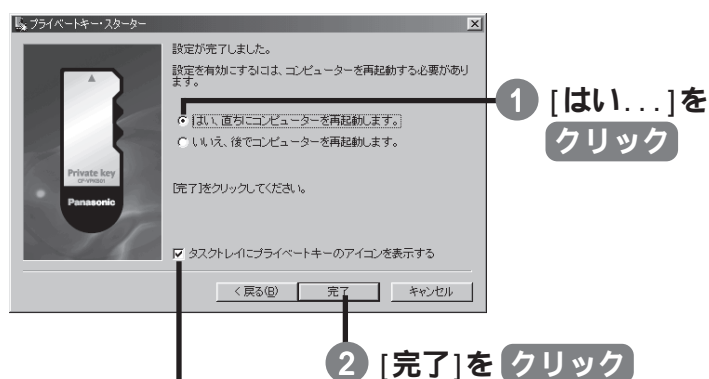 プライベートキー・スターター
設定が完了しました。
設定を有効にするには、コンピューターを再起動する必要があり
ます。
はい、直ちにコンピューターを再起動します。
いいえ、後でコンピューターを再起動します。
[完了]をクリックしてください。
タスクトレイにプライベートキーのアイコンを表示する
Private key
CF-VPK01
Panasonic
< 戻る(B)
完了
キャンセル
1 [はい...]を
クリック
2 [完了]を クリック